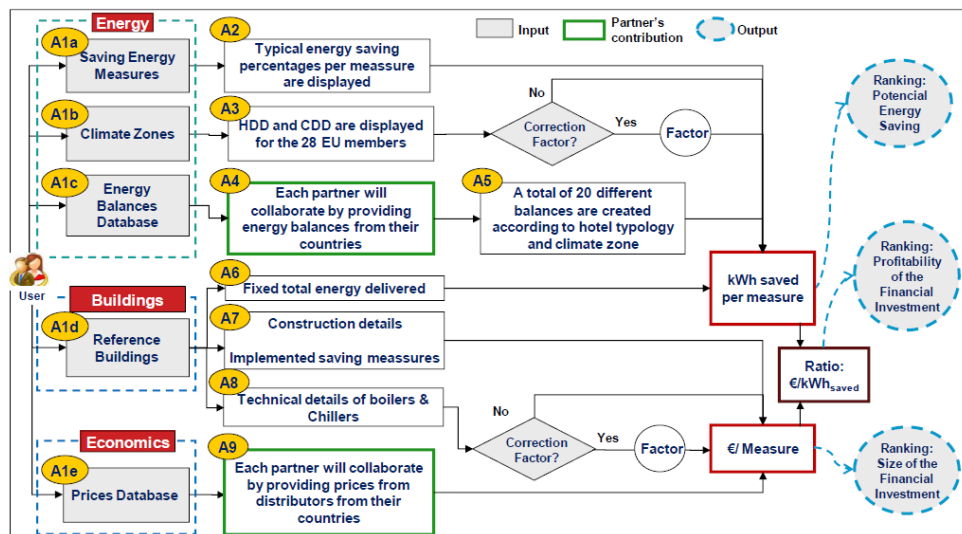 Energy
Input
Partner's
contribution
Output
A1a
Saving Energy
Measures
A2
Typical energy saving
percentages per meassure
are displayed
Ranking:
Potencial
Energy
Saving
A1b
Climate Zones
A3
HDD and CDD are displayed
for the 28 EU members
No
Correction
Factor?
Yes
Factor
A1c
Energy
Balances
Database
A4
Each partner will
collaborate by providing
energy balances from their
countries
A5
A total of 20 different
balances are created
according to hotel typology
and climate zone
User
A6
Fixed total energy delivered
kWh saved
per measure
Ranking:
Profitability
of the
Financial
Investment
Buildings
A1d
Reference
Buildings
A7
Construction details
Implemented saving meassures
Ratio:
€/kWhsaved
A8
Technical details of boilers &
Chillers
No
Correction
Factor?
Yes
Factor
€/ Measure
Economics
A1e
Prices Database
A9
Each partner will collaborate
by providing prices from
distributors from their
countries
Ranking:
Size of the
Financial
Investment